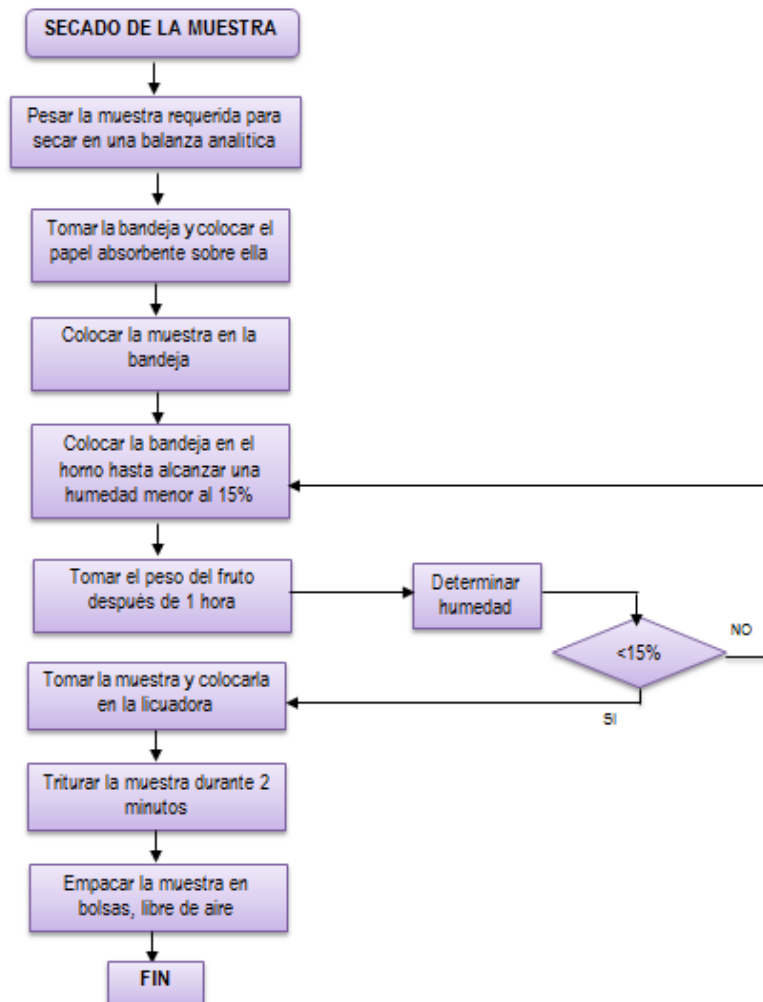 SECADO DE LA MUESTRA
Pesar la muestra requerida para
secar en una balanza analitica
Tomar la bandeja y colocar el
papel absorbente sobre ella
Colocar la muestra en la
bandeja
Colocar la bandeja en el
horno hasta alcanzar una
humedad menor al 15%
Tomar el peso del fruto
después de 1 hora
Determinar
humedad
<15%
NO
SI
Tomar la muestra y colocarla
en la licuadora
Triturar la muestra durante 2
minutos
Empacar la muestra en
bolsas, libre de aire
FIN